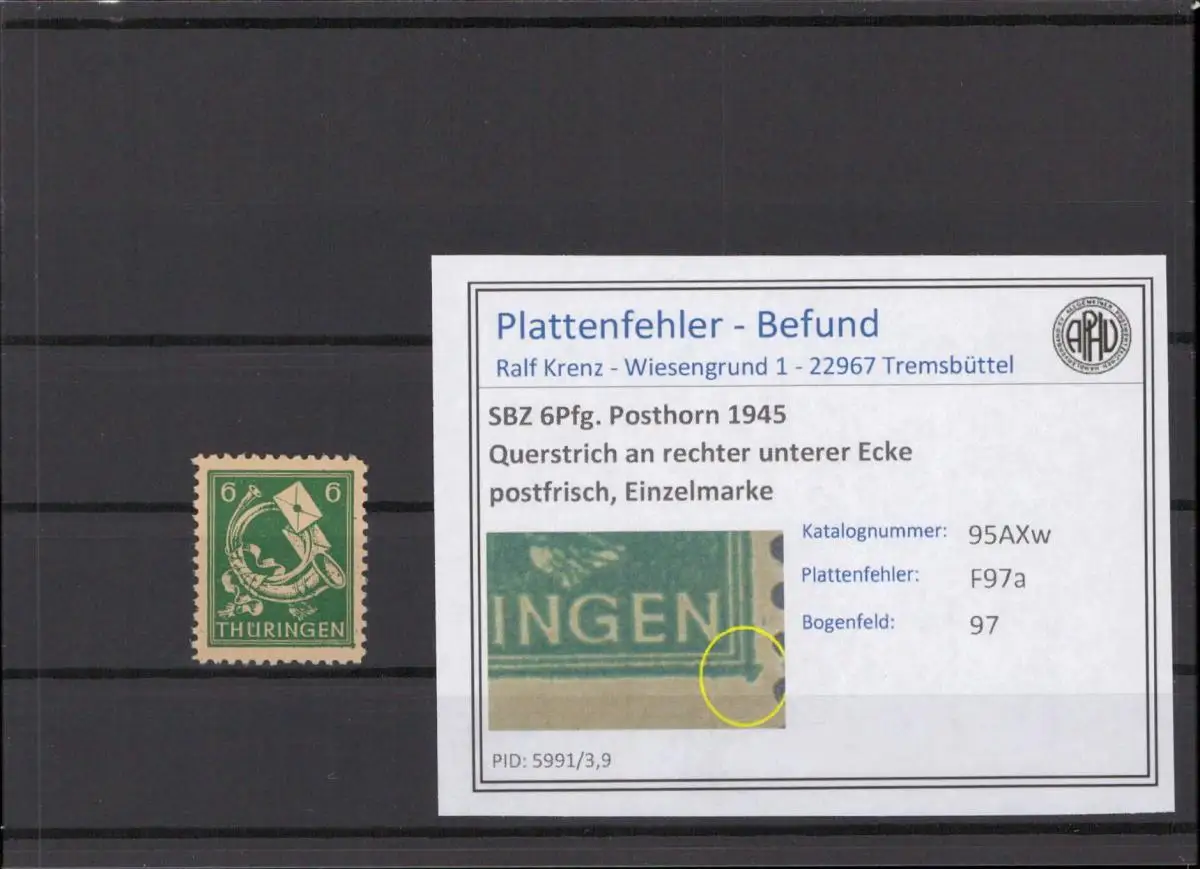 6 6
THÜRINGEN
Plattenfehler - Befund
Ralf Krenz - Wiesengrund 1 - 22967 Tremsbüttel
APHV
SBZ 6Pfg. Posthorn 1945
Querstrich an rechter unterer Ecke
postfrisch, Einzelmarke
INGEN
Katalognummer: 95AXw
Plattenfehler: F97a
Bogenfeld: 97
PID: 5991/3,9